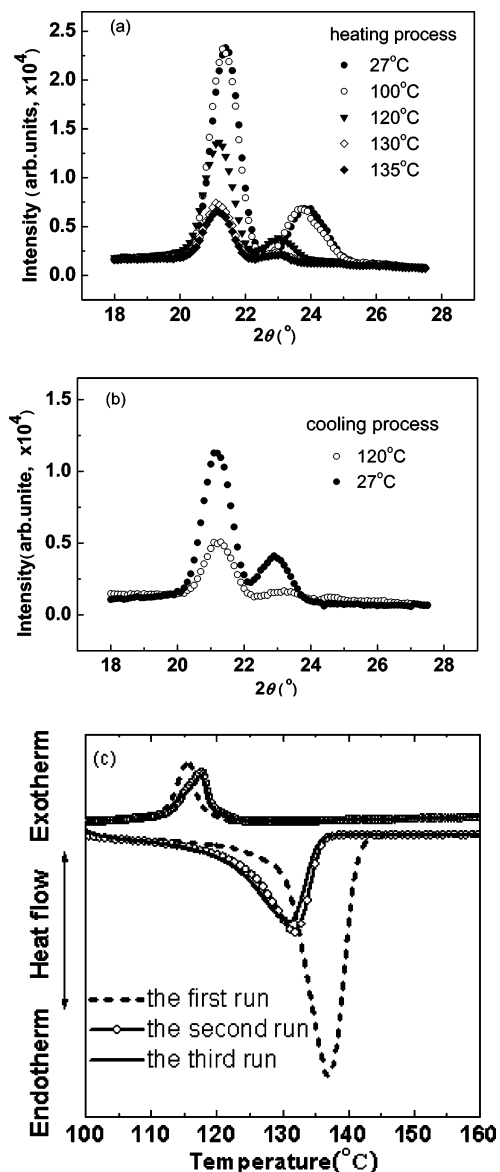 (a)
heating process
27°C
100°C
120°C
130°C
135°C
Intensity (arb.units, x10⁴)
2.5
2.0
1.5
1.0
0.5
0.0
18 20 22 24 26 28
2θ (°)
(b)
cooling process
120°C
27°C
Intensity(arb.unite, x10⁴)
1.5
1.0
0.5
0.0
18 20 22 24 26 28
2θ (°)
(c)
Exotherm
Heat flow
Endotherm
the first run
the second run
the third run
100 110 120 130 140 150 160
Temperature(°C)